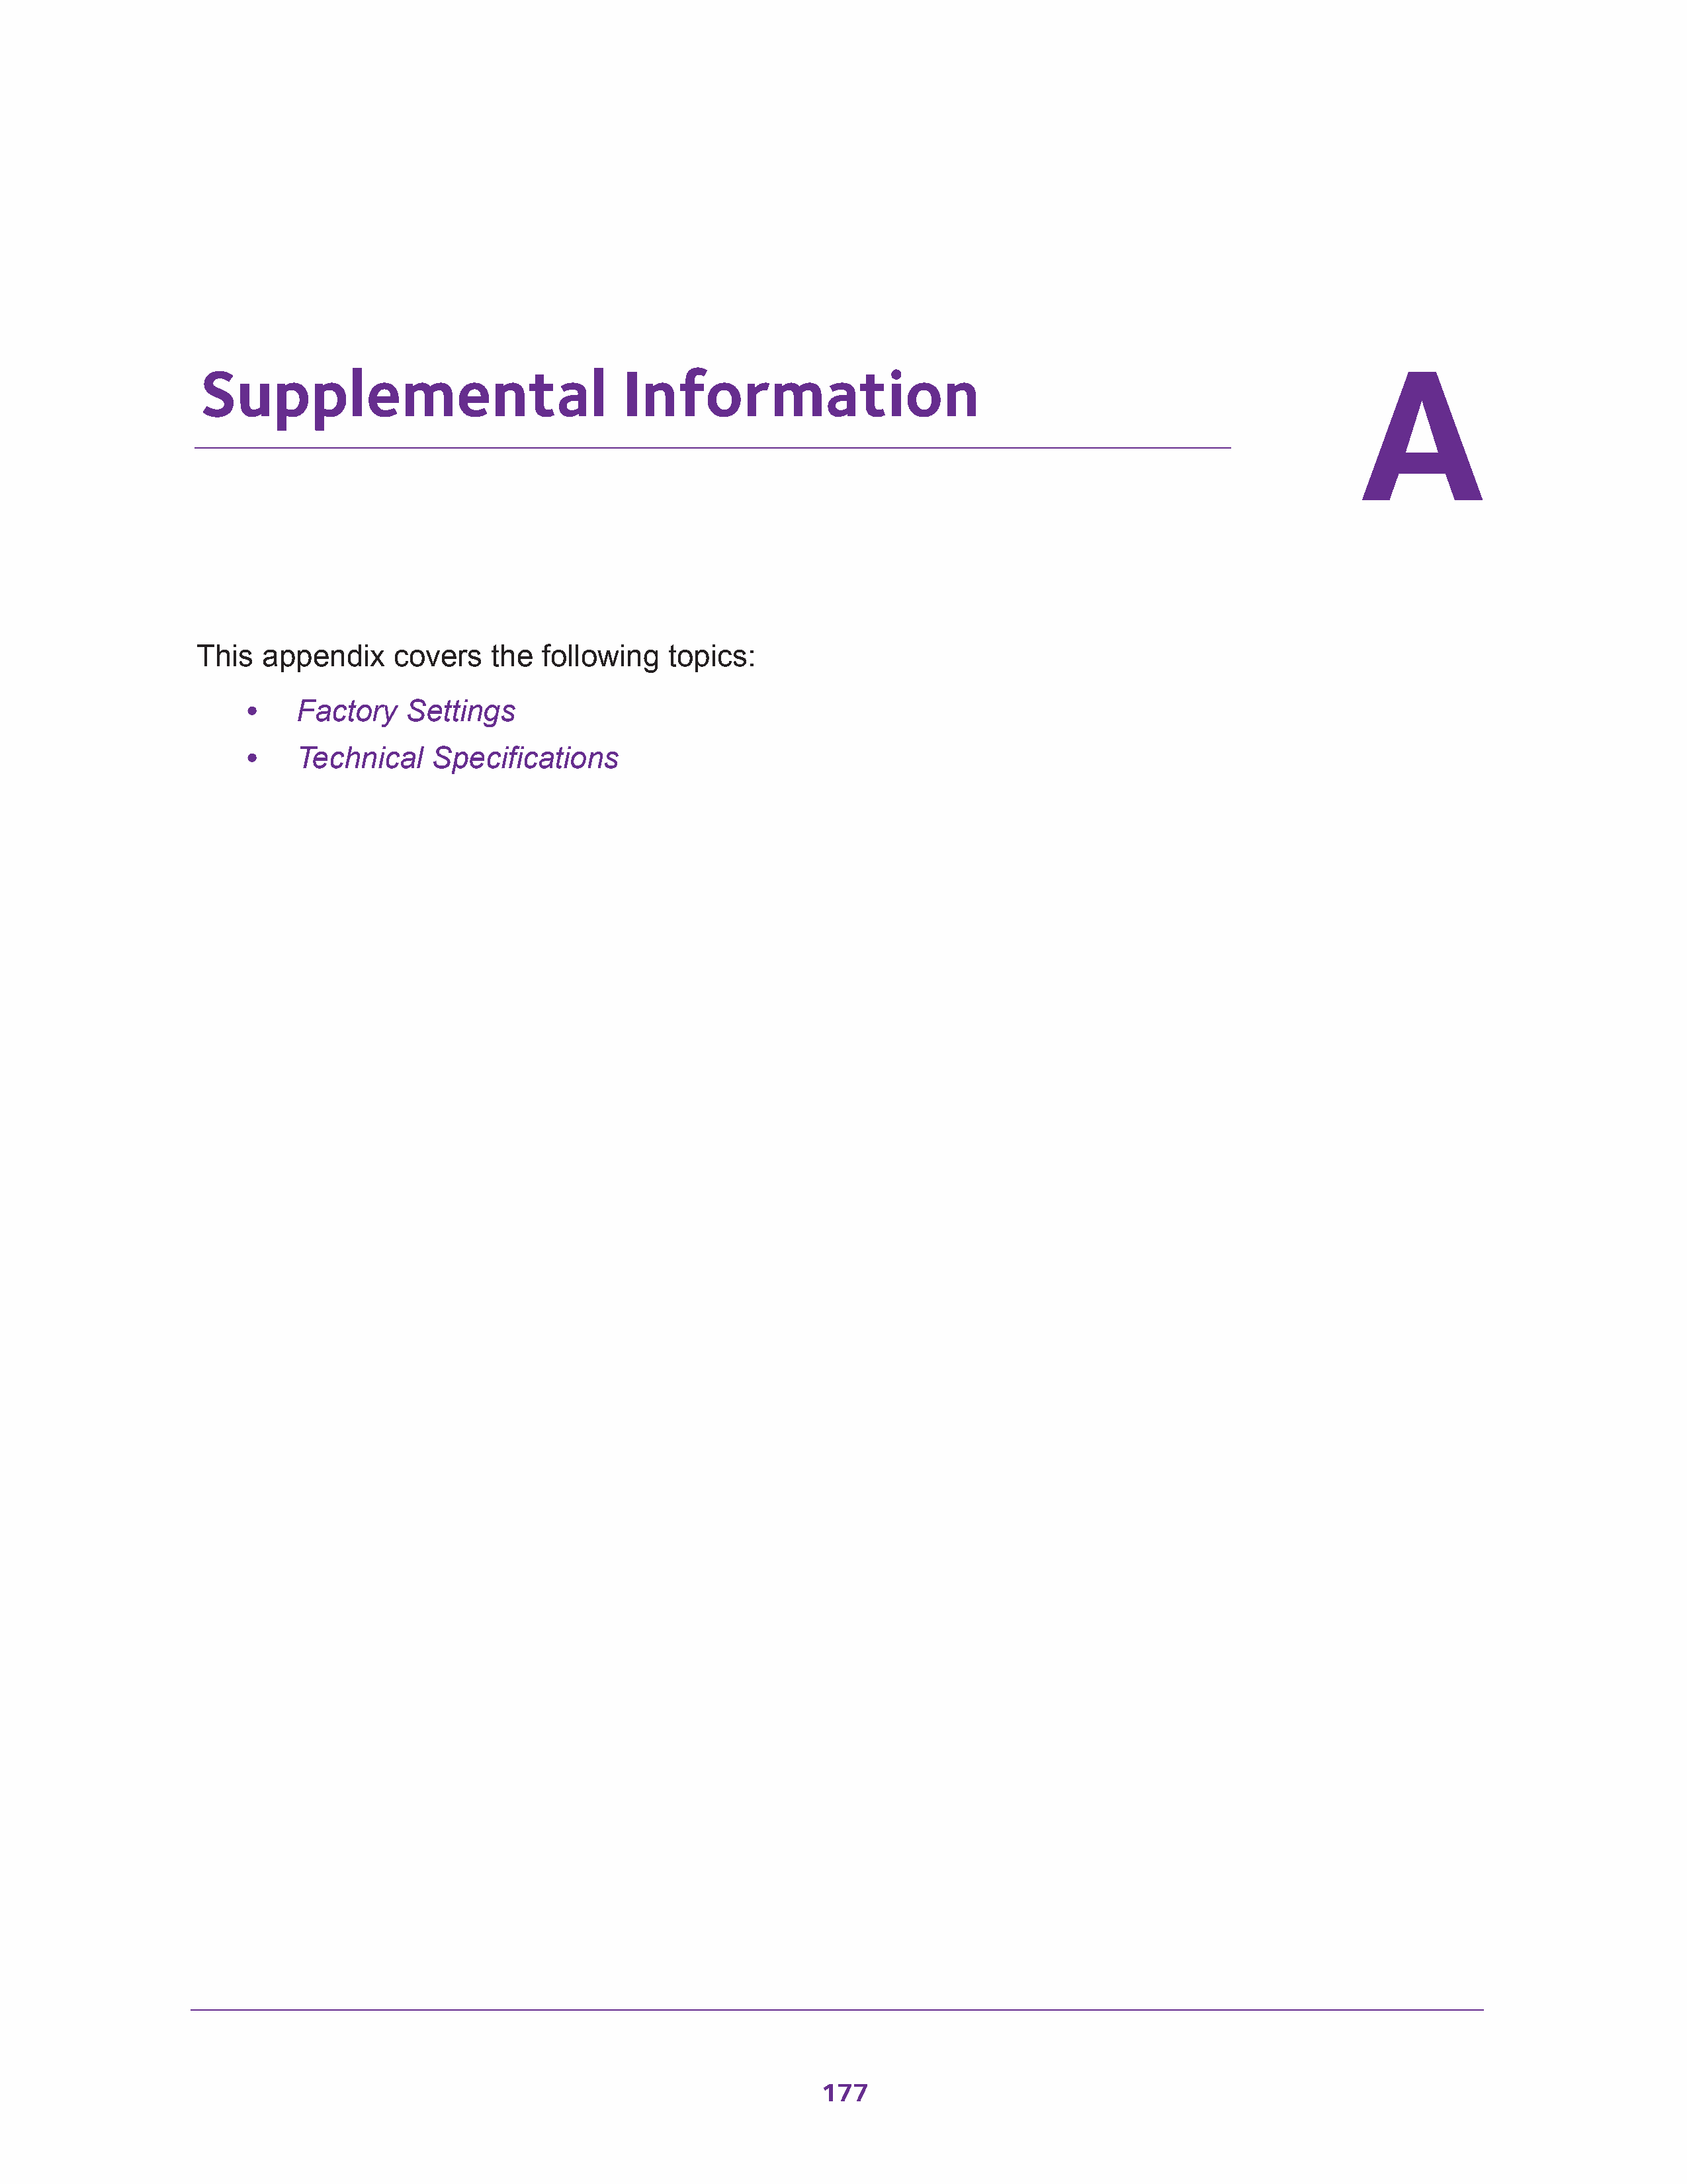 Supplemental Information
A
This appendix covers the following topics:
• Factory Settings
• Technical Specifications
177